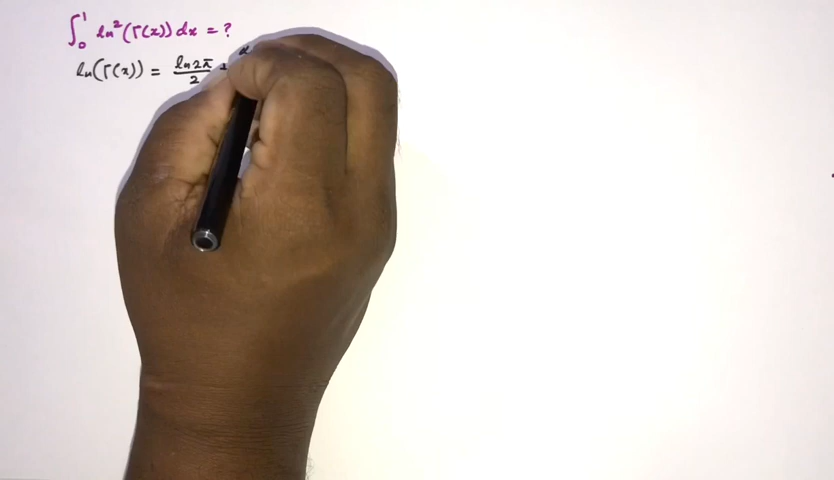 ∫₀¹ ln²(Γ(x)) dx = ?
ln(Γ(x)) = ln2π/2 +